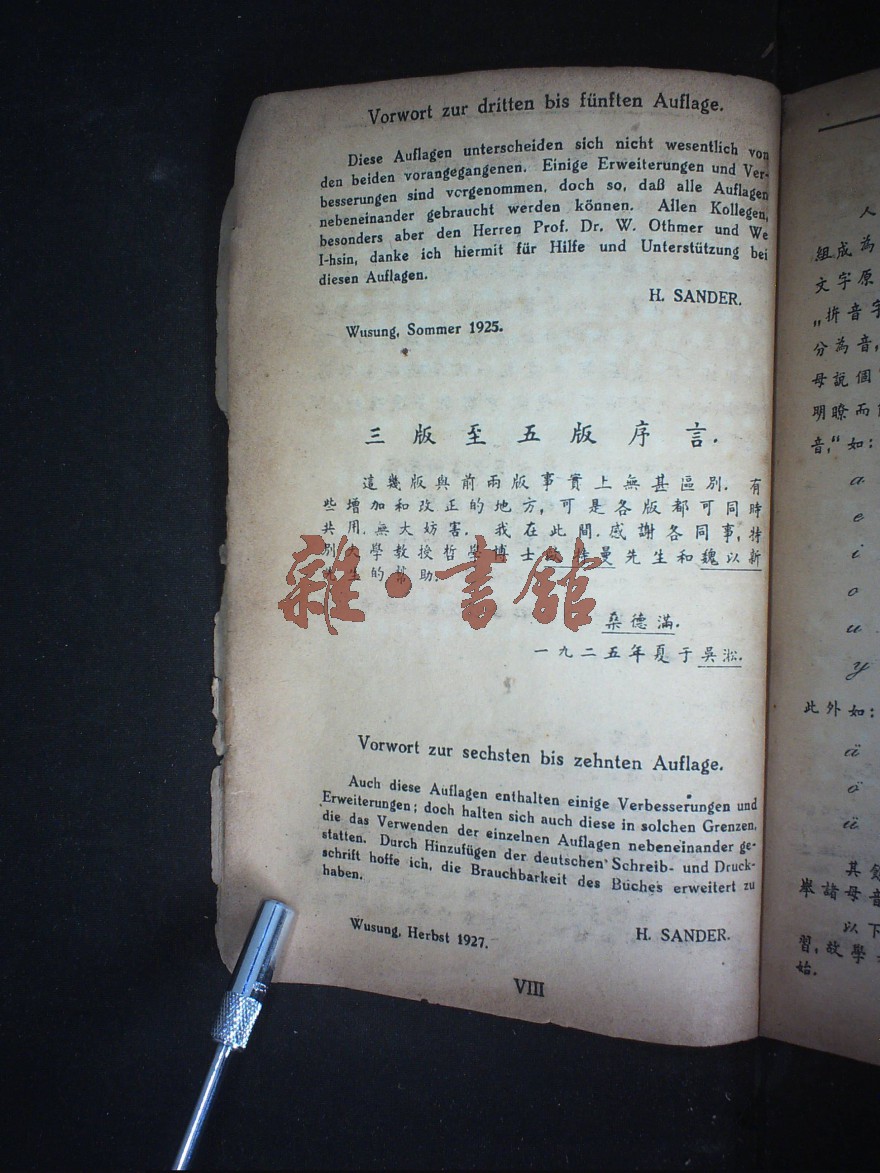 Vorwort zur dritten bis fünften Auflage.
Diese Auflagen unterscheiden sich nicht wesentlich von
den beiden vorangegangenen. Einige Erweiterungen und Ver-
besserungen sind vorgenommen, doch so, daß alle Auflagen
nebeneinander gebraucht werden können. Allen Kollegen,
besonders aber den Herren Prof. Dr. W. Othmer und We
I-hsin, danke ich hiermit für Hilfe und Unterstützung bei
diesen Auflagen.
H. SANDER.
Wusung, Sommer 1925.
三版至五版序言.
這幾版與前兩版事實上無甚區別. 有
些增加和改正的地方, 可是各版都可同時
共用. 無大妨害. 我在此間. 感謝各同事, 特
別 學教授哲學博士 曼先生和魏以新
生的幫助
桑德滿.
一九二五年夏于吳淞.
雜·書館
Vorwort zur sechsten bis zehnten Auflage.
Auch diese Auflagen enthalten einige Verbesserungen und
Erweiterungen; doch halten sich auch diese in solchen Grenzen,
die das Verwenden der einzelnen Auflagen nebeneinander ge-
statten. Durch Hinzufügen der deutschen Schreib- und Druck-
schrift hoffe ich, die Brauchbarkeit des Buches erweitert zu
haben.
Wusung, Herbst 1927.
H. SANDER.
VIII
人
組成為
文字原
„拚音字
分為音,
母說個
明瞭而
音,“ 如:
a
e
i
o
u
y
此外如:
ä
ö
ü
其
舉諸母音
以下
習, 故學
始.